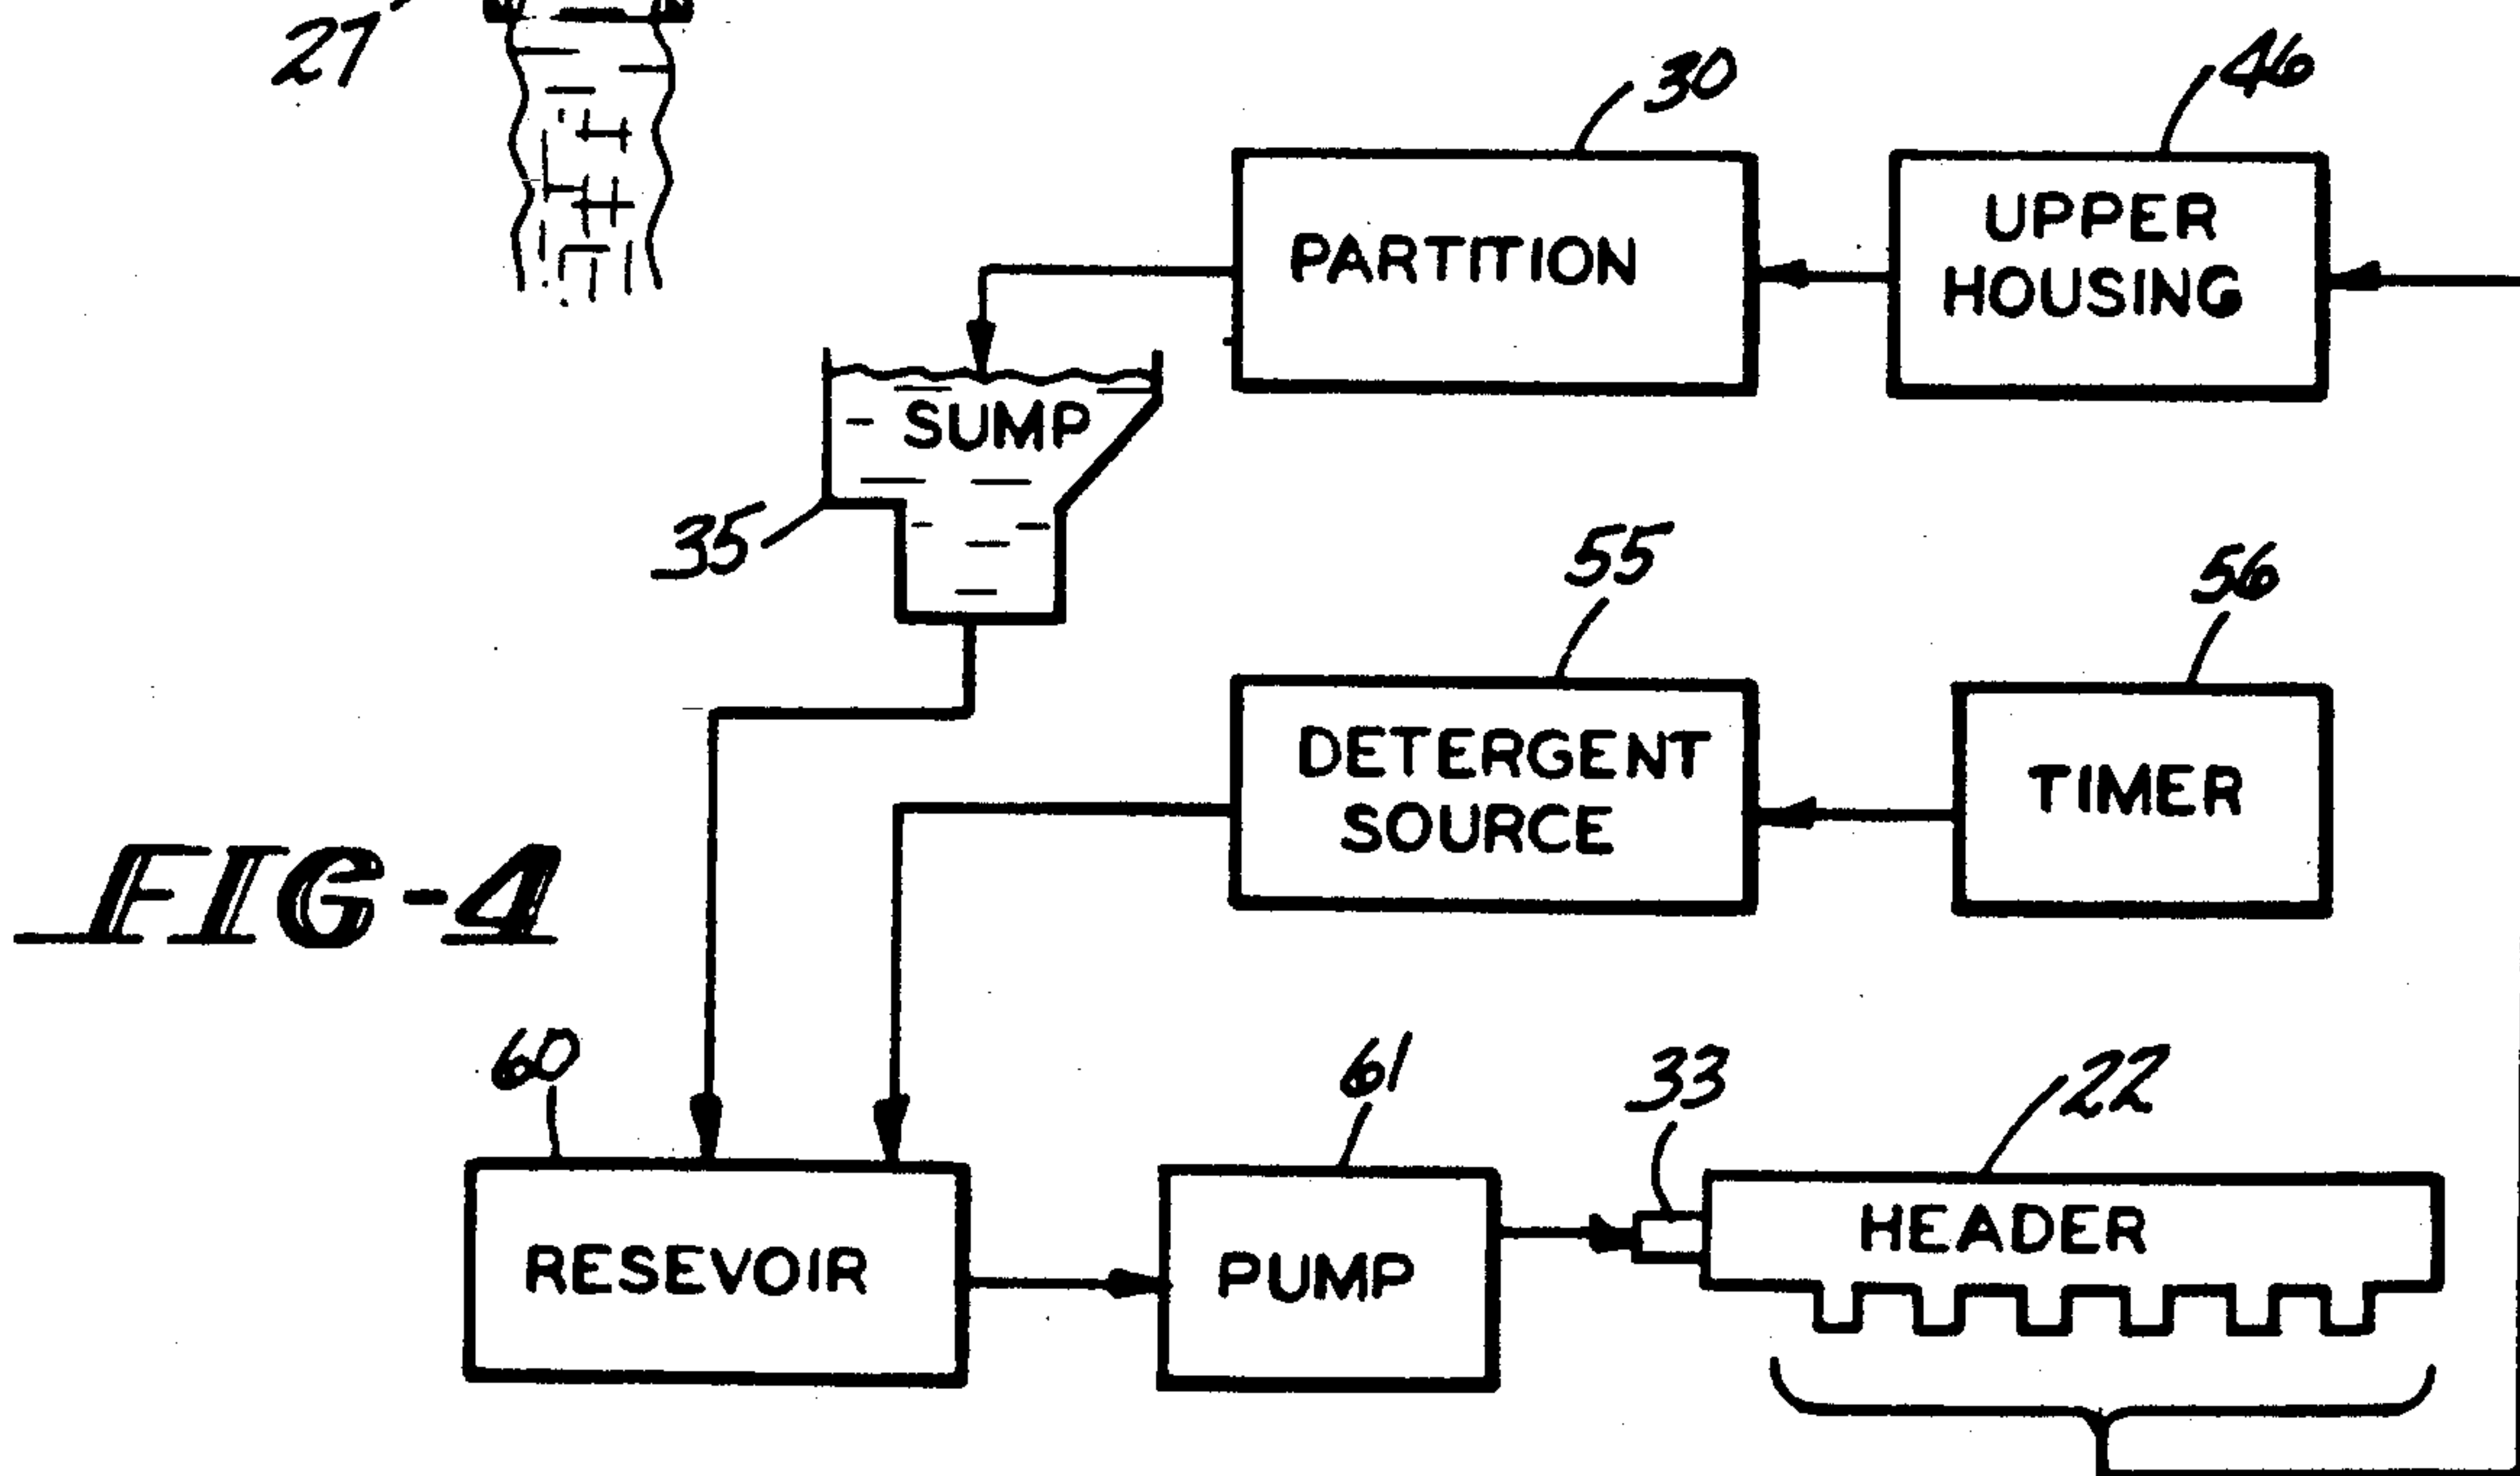 27
30
46
PARTITION
UPPER
HOUSING
SUMP
35
55
56
DETERGENT
SOURCE
TIMER
FIG-4
60
61
33
22
RESEVOIR
PUMP
HEADER